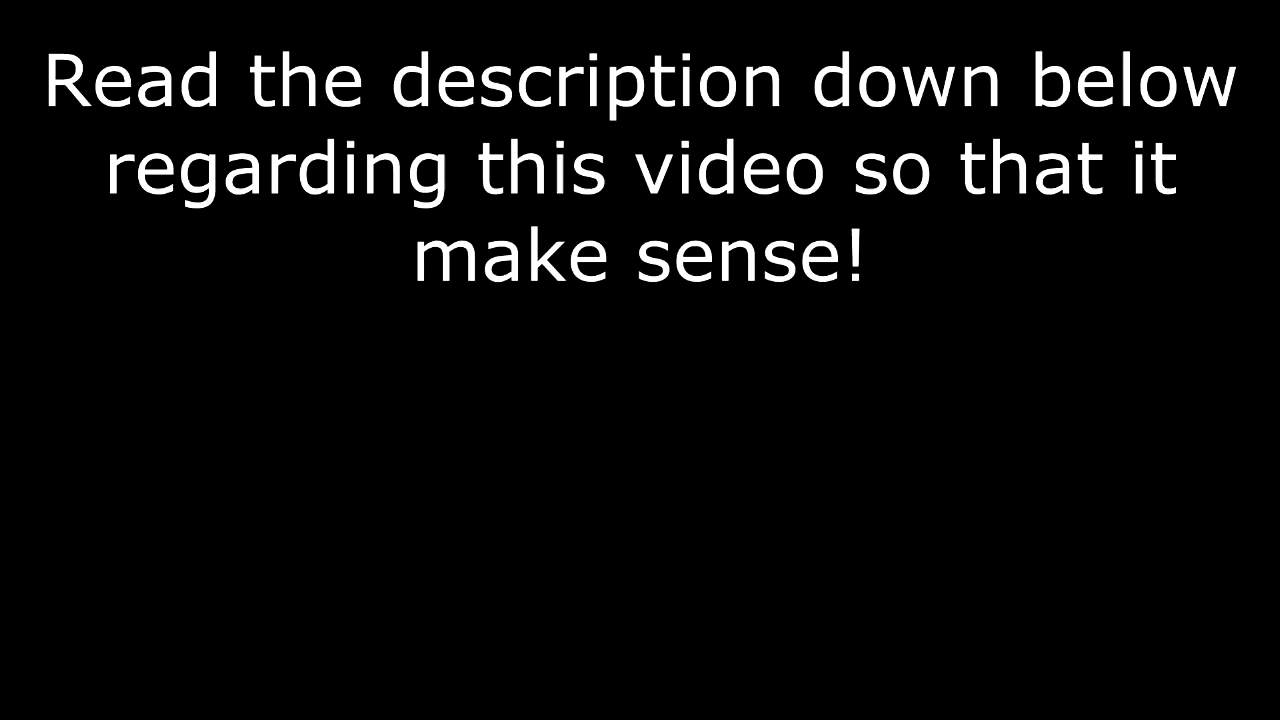 Read the description down below
regarding this video so that it
make sense!